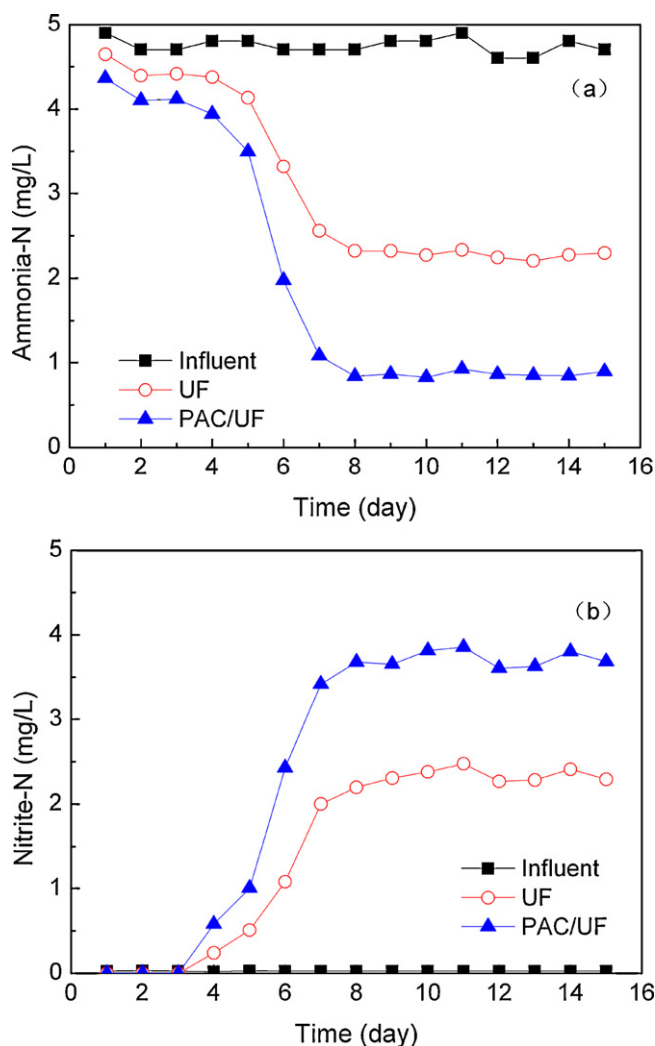 5
（a）
4
3
2
1
0
Ammonia-N (mg/L)
Influent
UF
PAC/UF
0 2 4 6 8 10 12 14 16
Time (day)
5
（b）
4
3
2
1
0
Nitrite-N (mg/L)
Influent
UF
PAC/UF
0 2 4 6 8 10 12 14 16
Time (day)